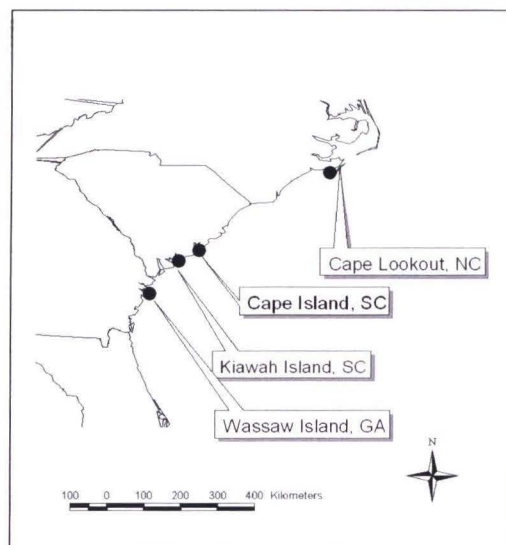 Cape Lookout, NC
Cape Island, SC
Kiawah Island, SC
Wassaw Island, GA
N
100 0 100 200 300 400 Kilometers